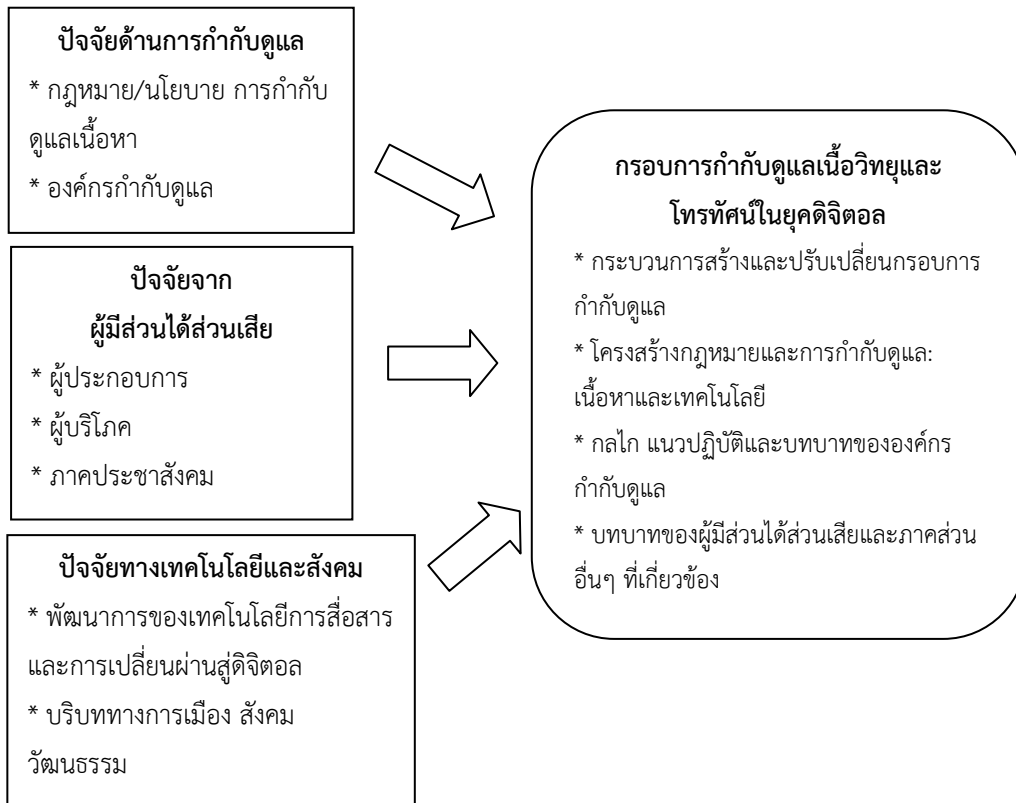 ปัจจัยด้านการกำกับดูแล
* กฎหมาย/นโยบาย การกำกับ
ดูแลเนื้อหา
* องค์กรกำกับดูแล
ปัจจัยจาก
ผู้มีส่วนได้ส่วนเสีย
* ผู้ประกอบการ
* ผู้บริโภค
* ภาคประชาสังคม
ปัจจัยทางเทคโนโลยีและสังคม
* พัฒนาการของเทคโนโลยีการสื่อสาร
และการเปลี่ยนผ่านสู่ดิจิตอล
* บริบททางการเมือง สังคม
วัฒนธรรม
กรอบการกำกับดูแลเนื้อวิทยุและ
โทรทัศน์ในยุคดิจิตอล
* กระบวนการสร้างและปรับเปลี่ยนกรอบการ
กำกับดูแล
* โครงสร้างกฎหมายและการกำกับดูแล:
เนื้อหาและเทคโนโลยี
* กลไก แนวปฏิบัติและบทบาทขององค์กร
กำกับดูแล
* บทบาทของผู้มีส่วนได้ส่วนเสียและภาคส่วน
อื่นๆ ที่เกี่ยวข้อง